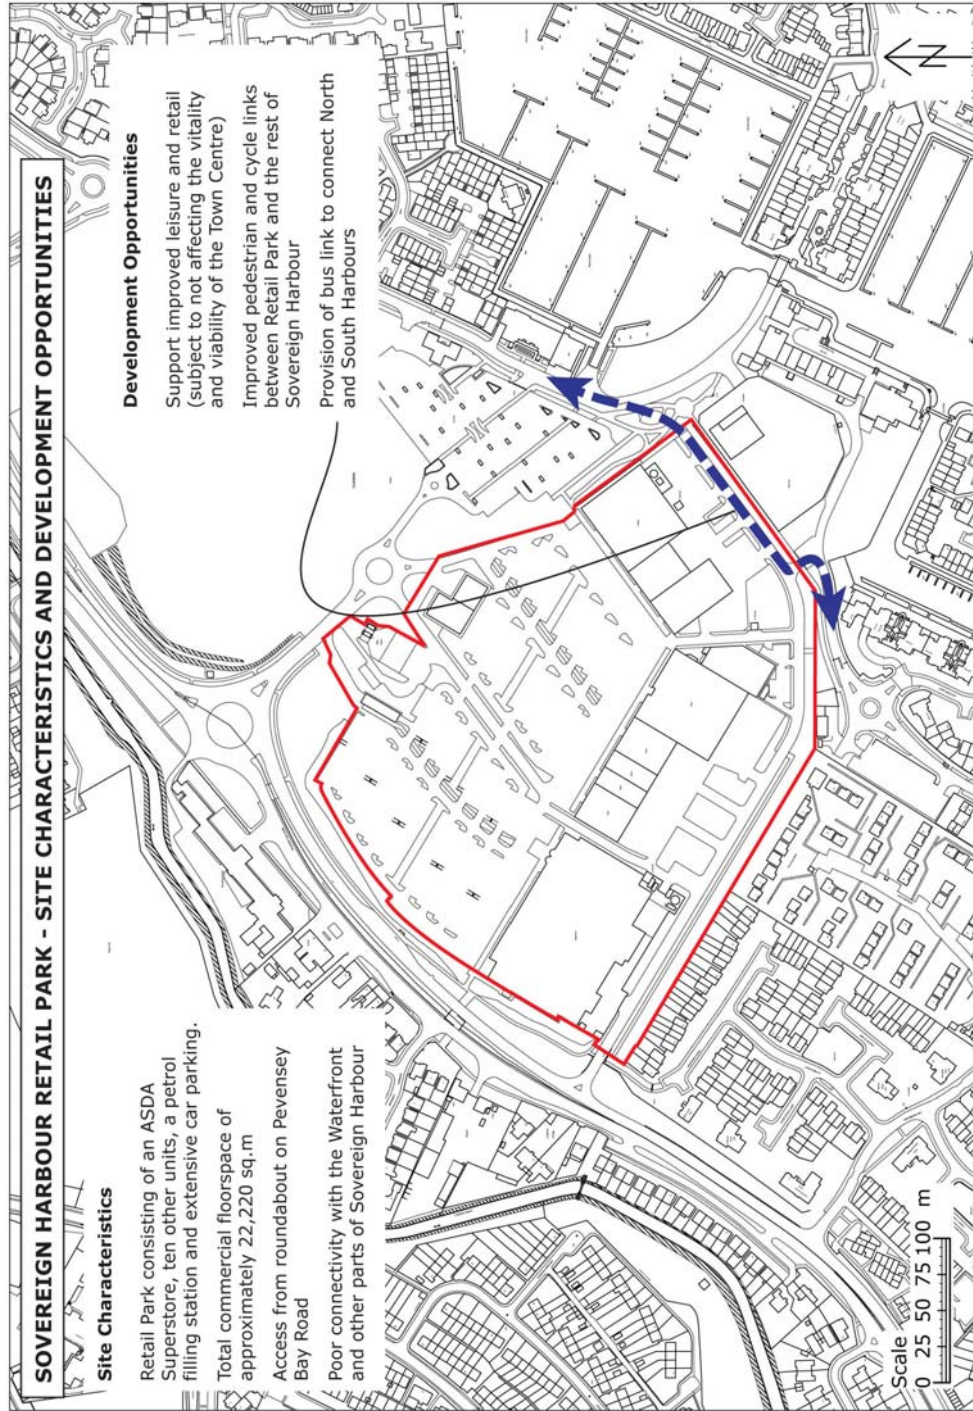 SOVEREIGN HARBOUR RETAIL PARK - SITE CHARACTERISTICS AND DEVELOPMENT OPPORTUNITIES
Site Characteristics
Retail Park consisting of an ASDA
Superstore, ten other units, a petrol
filling station and extensive car parking.
Total commercial floorspace of
approximately 22,220 sq.m
Access from roundabout on Pevensey
Bay Road
Poor connectivity with the Waterfront
and other parts of Sovereign Harbour
Development Opportunities
Support improved leisure and retail
(subject to not affecting the vitality
and viability of the Town Centre)
Improved pedestrian and cycle links
between Retail Park and the rest of
Sovereign Harbour
Provision of bus link to connect North
and South Harbours
Scale
0 25 50 75 100 m
N